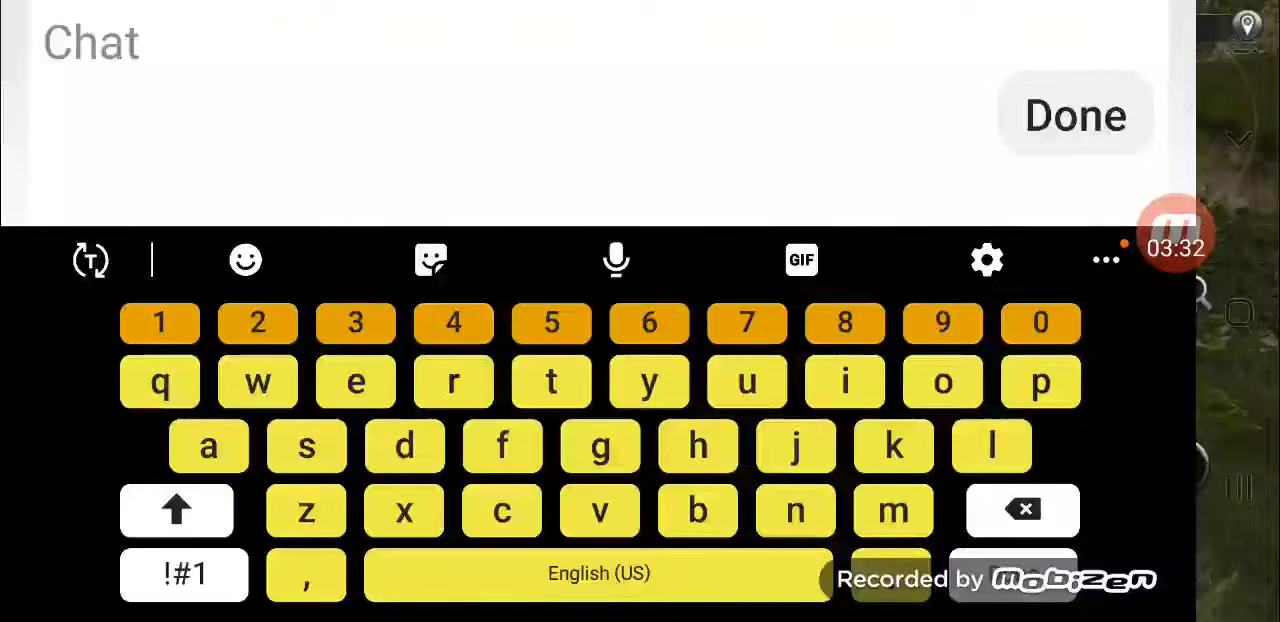 Chat
Done
03:32
GIF
1 2 3 4 5 6 7 8 9 0
q w e r t y u i o p
a s d f g h j k l
z x c v b n m
!#1 , English (US)
Recorded by mobizen